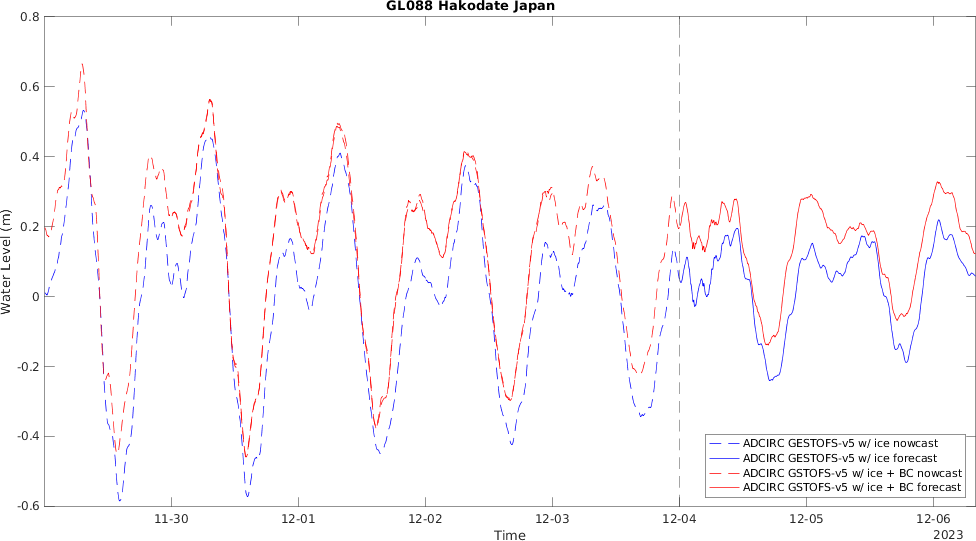 GL088 Hakodate Japan
Water Level (m)
0.8
0.6
0.4
0.2
0
-0.2
-0.4
-0.6
ADCIRC GESTOFS-v5 w/ ice nowcast
ADCIRC GESTOFS-v5 w/ ice forecast
ADCIRC GSTOFS-v5 w/ ice + BC nowcast
ADCIRC GSTOFS-v5 w/ ice + BC forecast
11-30
12-01
12-02
12-03
12-04
12-05
12-06
Time
2023